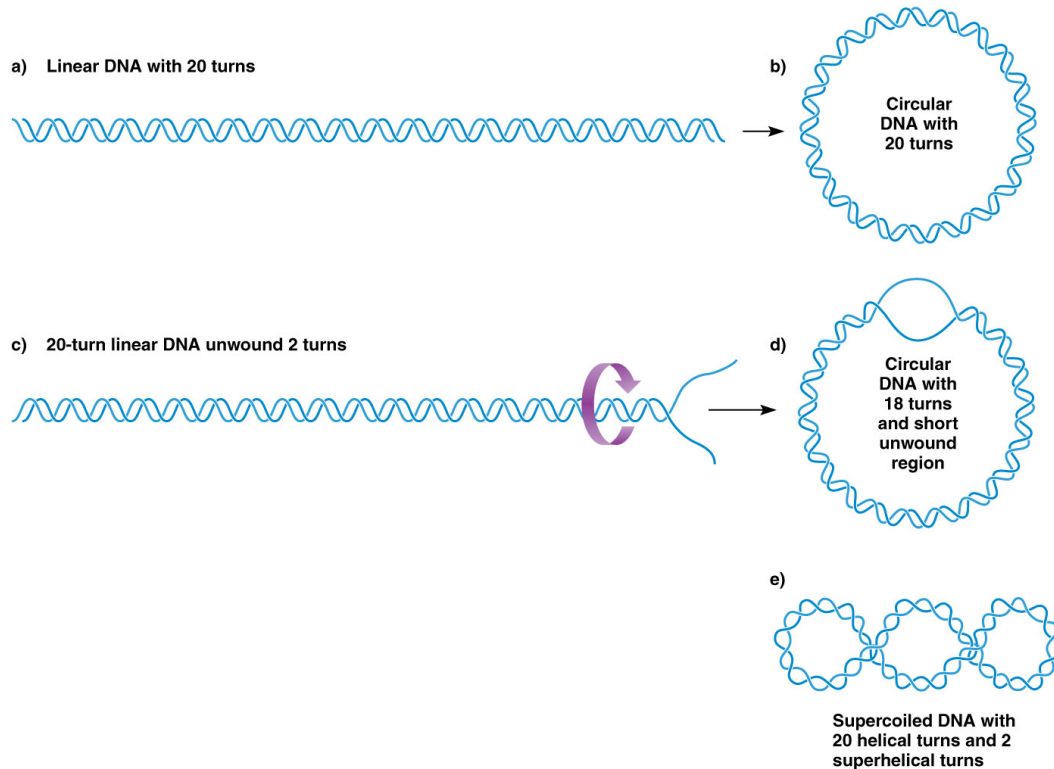 a) Linear DNA with 20 turns
b)
Circular
DNA with
20 turns
c) 20-turn linear DNA unwound 2 turns
d)
Circular
DNA with
18 turns
and short
unwound
region
e)
Supercoiled DNA with
20 helical turns and 2
superhelical turns